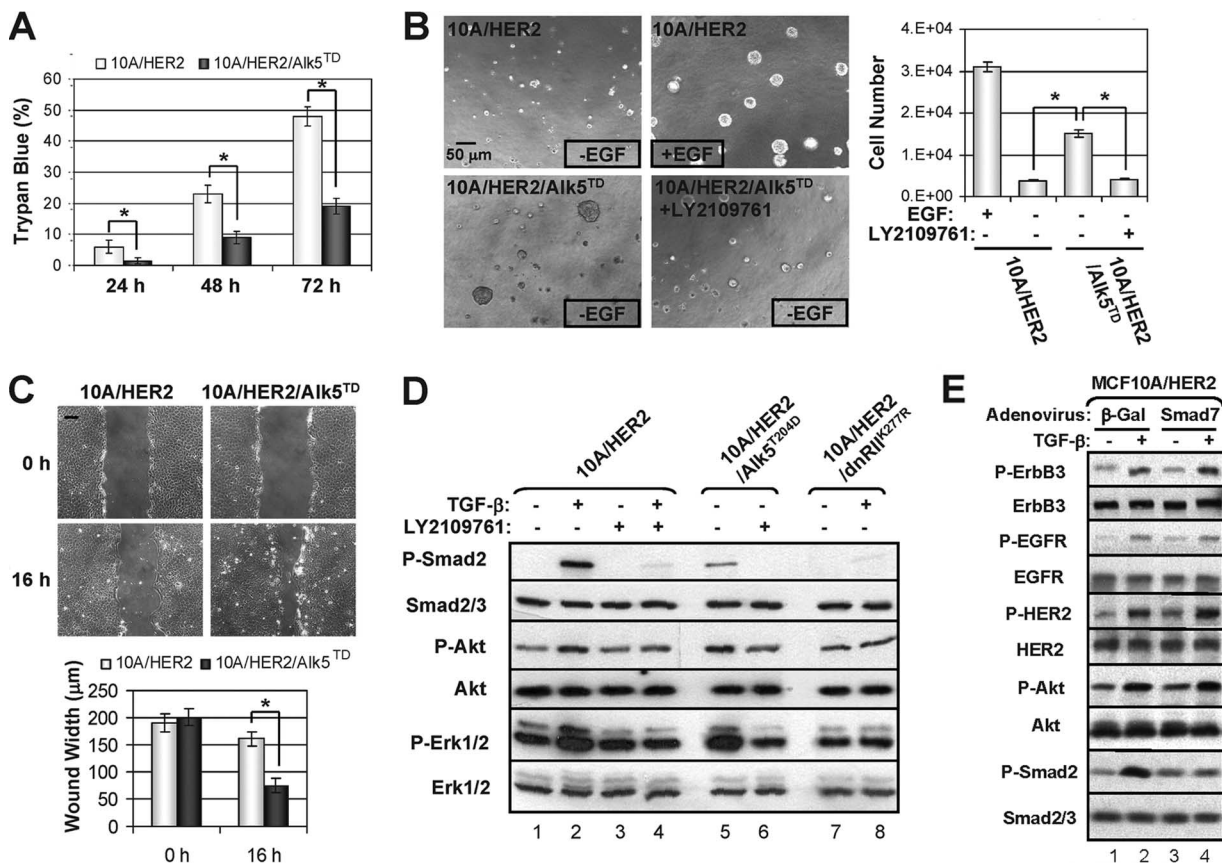 A
10A/HER2 10A/HER2/Alk5TD
Trypan Blue (%)
60
50
40
30
20
10
0
* * *
24 h 48 h 72 h
B
10A/HER2 10A/HER2
50 μm
-EGF +EGF
10A/HER2/Alk5TD 10A/HER2/Alk5TD
+LY2109761
-EGF -EGF
Cell Number
4.E+04
3.E+04
2.E+04
1.E+04
0.E+00
* *
EGF: + - - -
LY2109761: - - - +
10A/HER2
10A/HER2
/Alk5TD
C
10A/HER2 10A/HER2/Alk5TD
0 h
16 h
10A/HER2 10A/HER2/Alk5TD
Wound Width (μm)
250
200
150
100
50
0
*
0 h 16 h
D
10A/HER2
10A/HER2
/Alk5T204D
10A/HER2
/dnRIIK277R
TGF-β: - + - + - - - +
LY2109761: - - + + - + - -
P-Smad2
Smad2/3
P-Akt
Akt
P-Erk1/2
Erk1/2
1 2 3 4 5 6 7 8
E
MCF10A/HER2
Adenovirus: β-Gal Smad7
TGF-β: - + - +
P-ErbB3
ErbB3
P-EGFR
EGFR
P-HER2
HER2
P-Akt
Akt
P-Smad2
Smad2/3
1 2 3 4